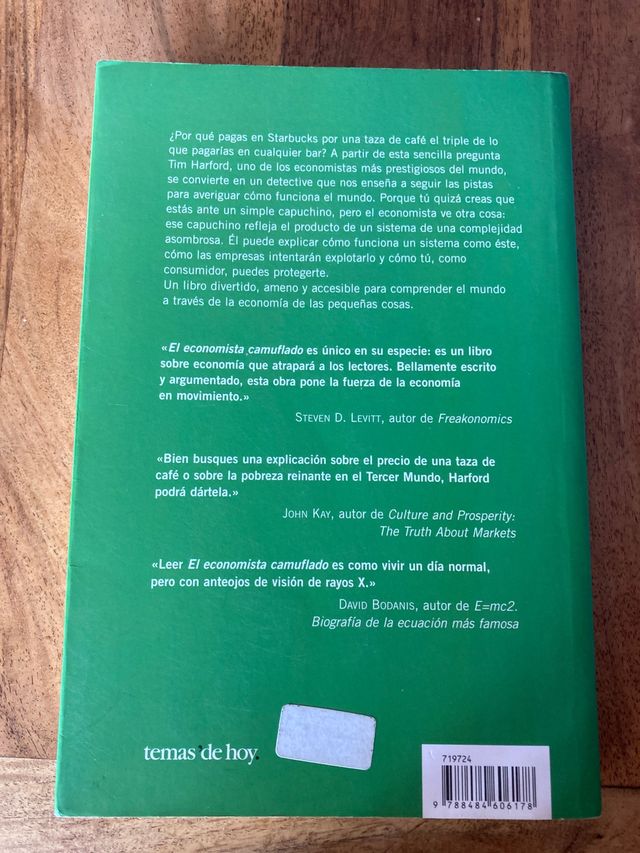 ¿Por qué pagas en Starbucks por una taza de café el triple de lo
que pagarías en cualquier bar? A partir de esta sencilla pregunta
Tim Harford, uno de los economistas más prestigiosos del mundo,
se convierte en un detective que nos enseña a seguir las pistas
para averiguar cómo funciona el mundo. Porque tú quizá creas que
estás ante un simple capuchino, pero el economista ve otra cosa:
ese capuchino refleja el producto de un sistema de una complejidad
asombrosa. Él puede explicar cómo funciona un sistema como éste,
cómo las empresas intentarán explotarlo y cómo tú, como
consumidor, puedes protegerte.
Un libro divertido, ameno y accesible para comprender el mundo
a través de la economía de las pequeñas cosas.
«El economista camuflado es único en su especie: es un libro
sobre economía que atrapará a los lectores. Bellamente escrito
y argumentado, esta obra pone la fuerza de la economía
en movimiento.»
STEVEN D. LEVITT, autor de Freakonomics
«Bien busques una explicación sobre el precio de una taza de
café o sobre la pobreza reinante en el Tercer Mundo, Harford
podrá dártela.»
JOHN KAY, autor de Culture and Prosperity:
The Truth About Markets
«Leer El economista camuflado es como vivir un día normal,
pero con anteojos de visión de rayos X.»
DAVID BODANIS, autor de E=mc2.
Biografía de la ecuación más famosa
temas de hoy.
719724
9 788484 606178